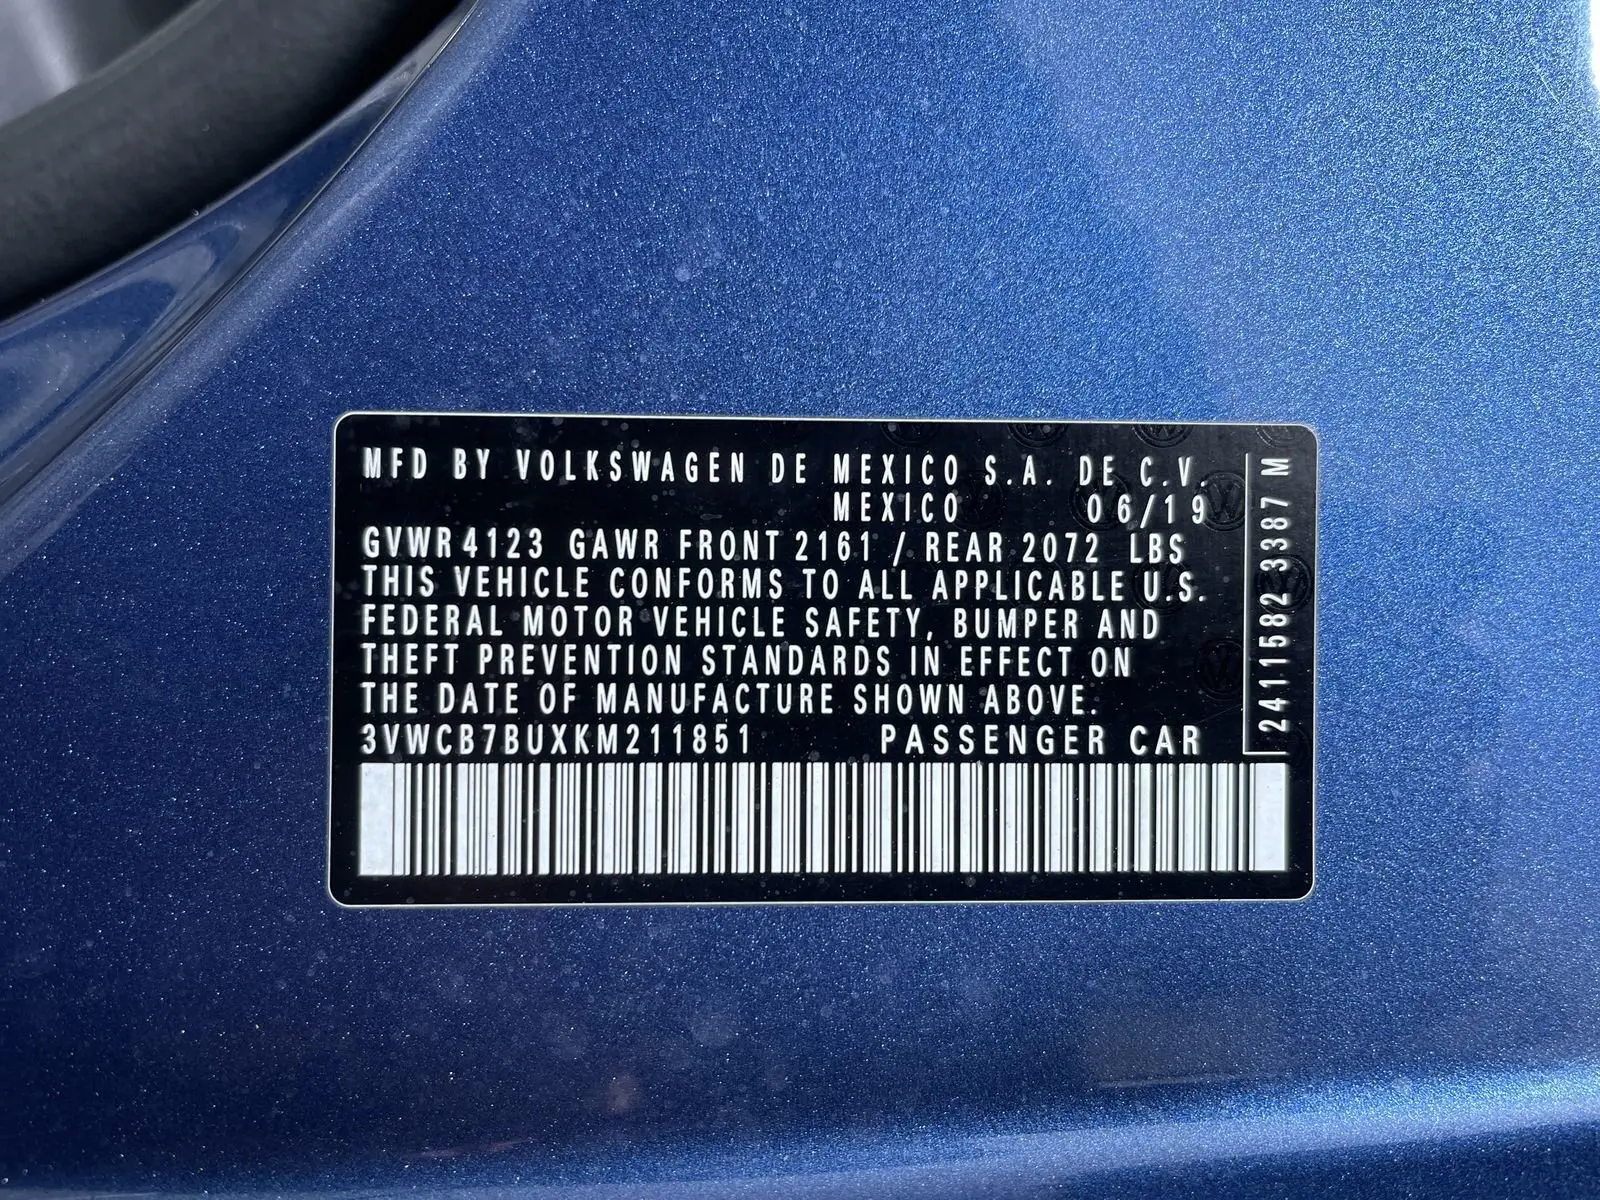 MFD BY VOLKSWAGEN DE MEXICO S.A. DE C.V.
MEXICO 06/19
GVWR 4123 GAWR FRONT 2161 / REAR 2072 LBS
THIS VEHICLE CONFORMS TO ALL APPLICABLE U.S.
FEDERAL MOTOR VEHICLE SAFETY, BUMPER AND
THEFT PREVENTION STANDARDS IN EFFECT ON
THE DATE OF MANUFACTURE SHOWN ABOVE.
3VWCB7BUXKM211851 PASSENGER CAR
2411582 3387 M